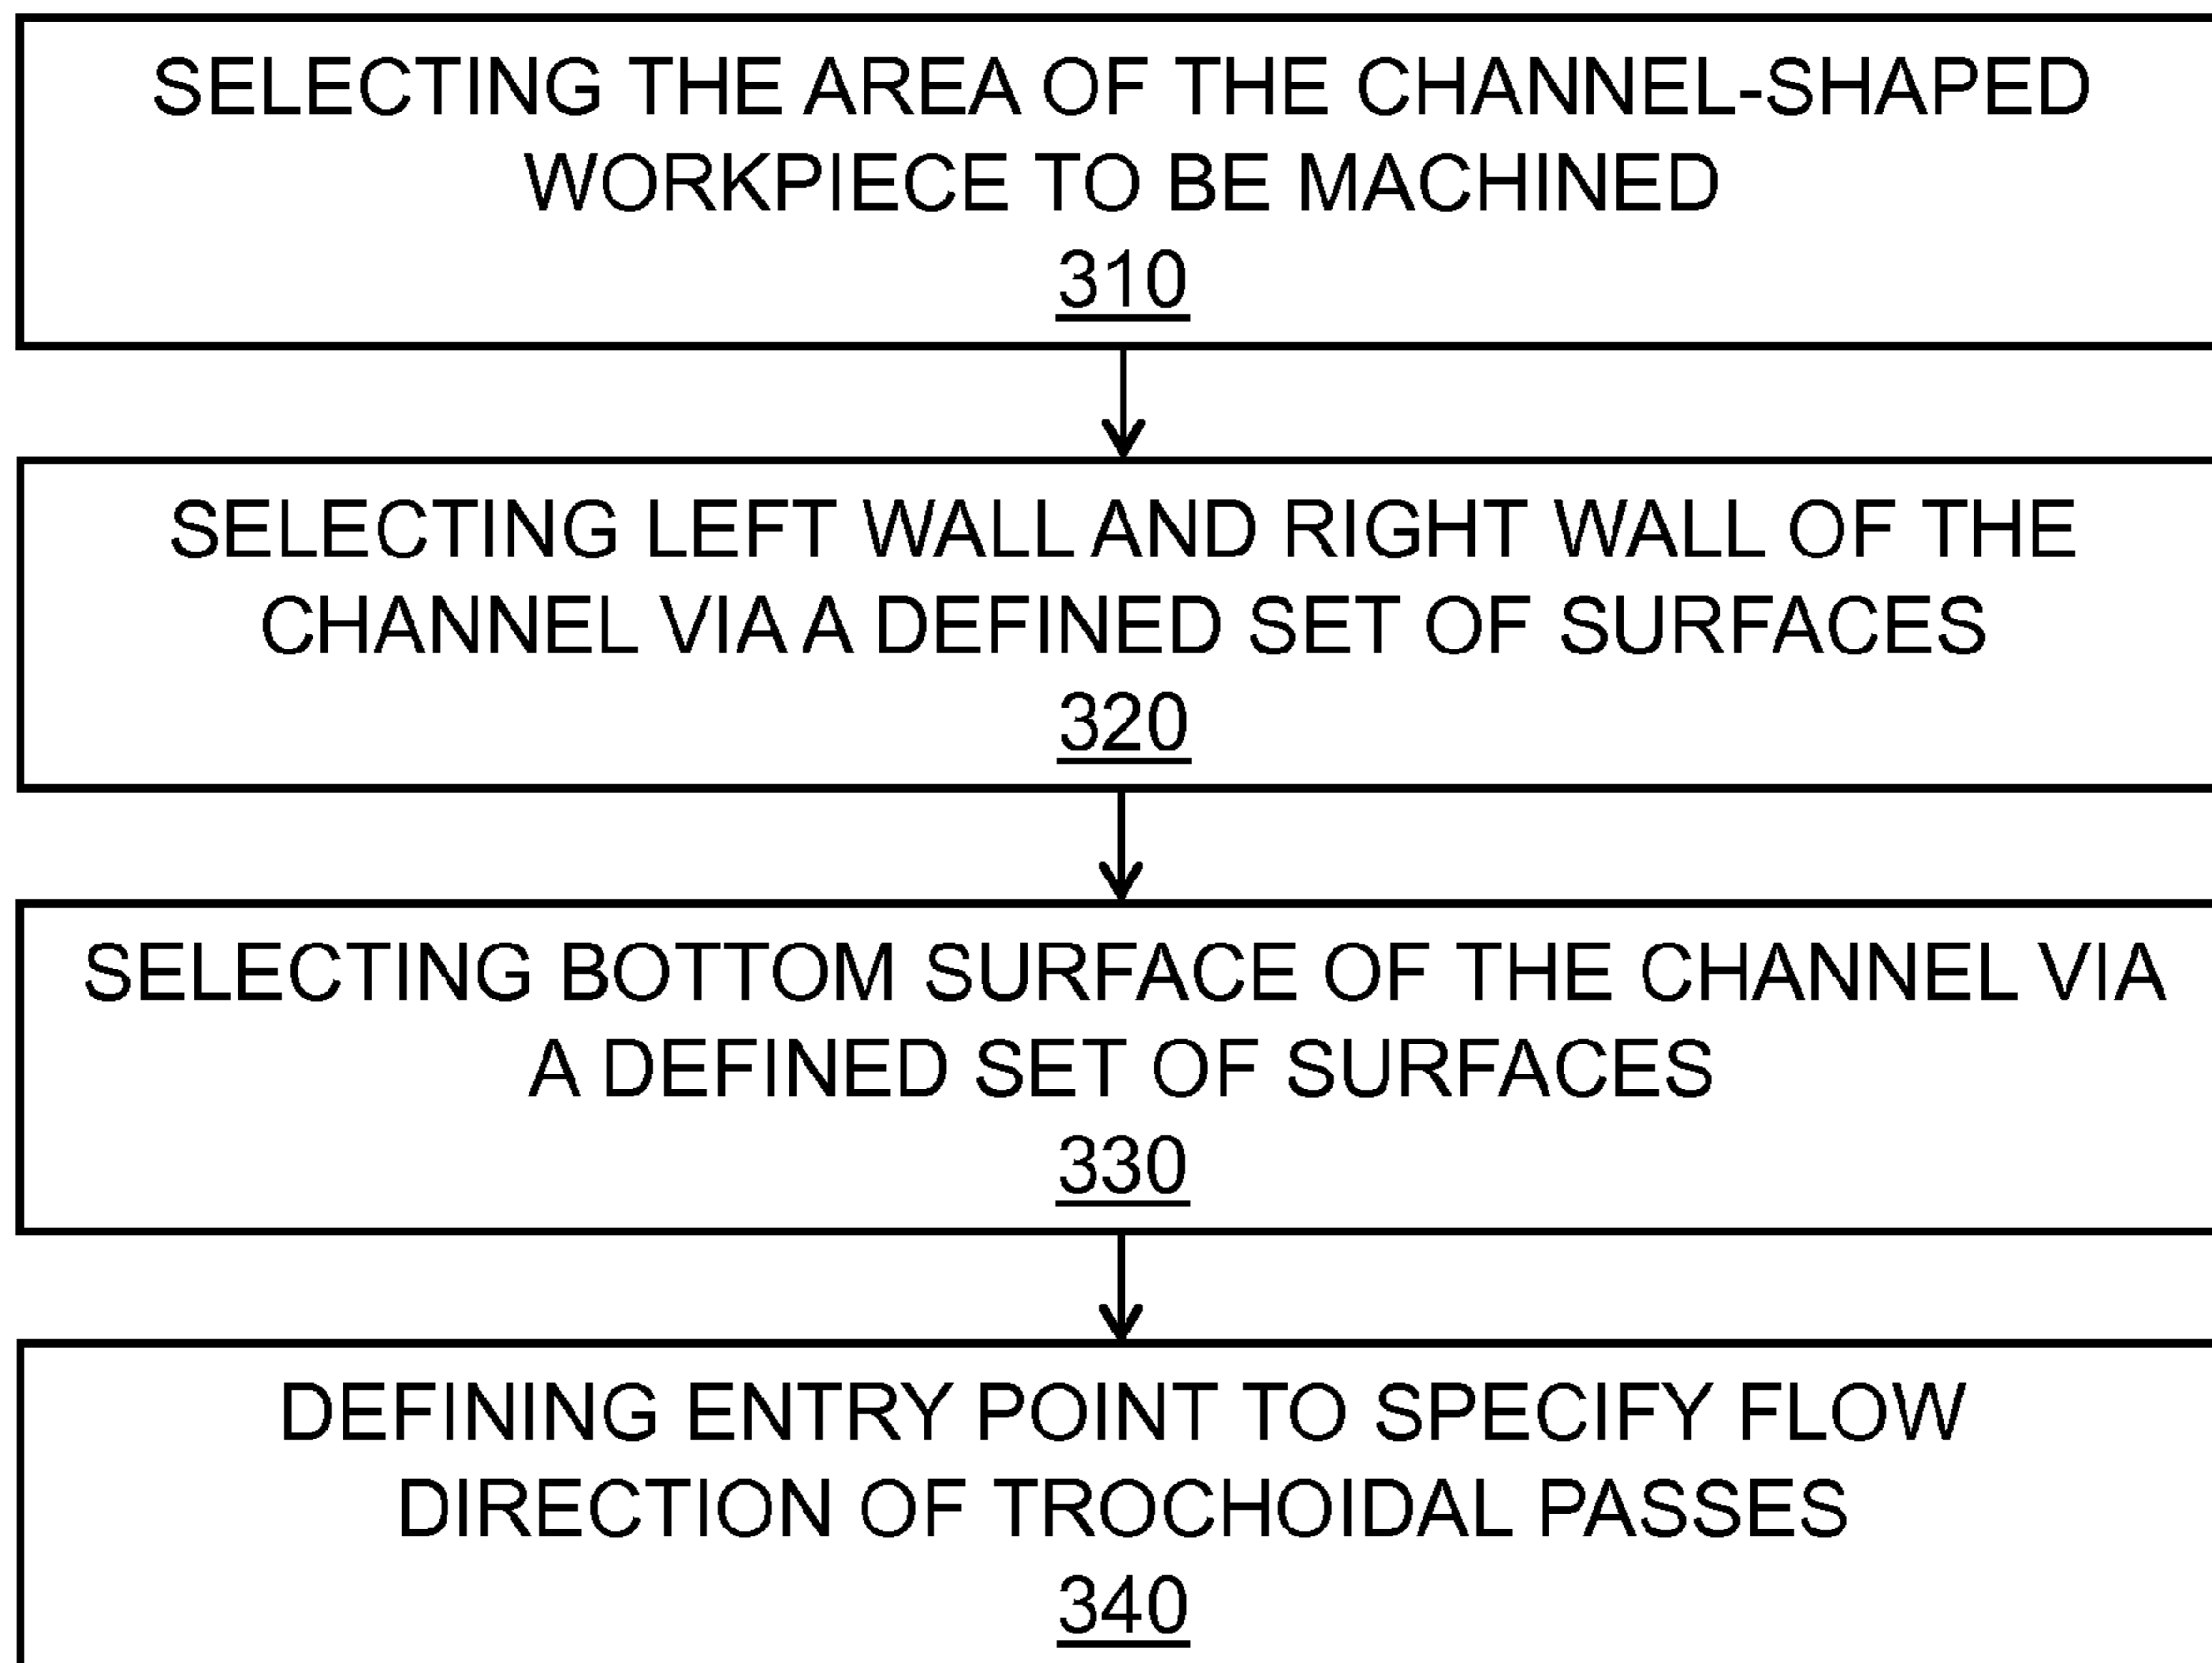 SELECTING THE AREA OF THE CHANNEL-SHAPED
WORKPIECE TO BE MACHINED
310
SELECTING LEFT WALL AND RIGHT WALL OF THE
CHANNEL VIA A DEFINED SET OF SURFACES
320
SELECTING BOTTOM SURFACE OF THE CHANNEL VIA
A DEFINED SET OF SURFACES
330
DEFINING ENTRY POINT TO SPECIFY FLOW
DIRECTION OF TROCHOIDAL PASSES
340